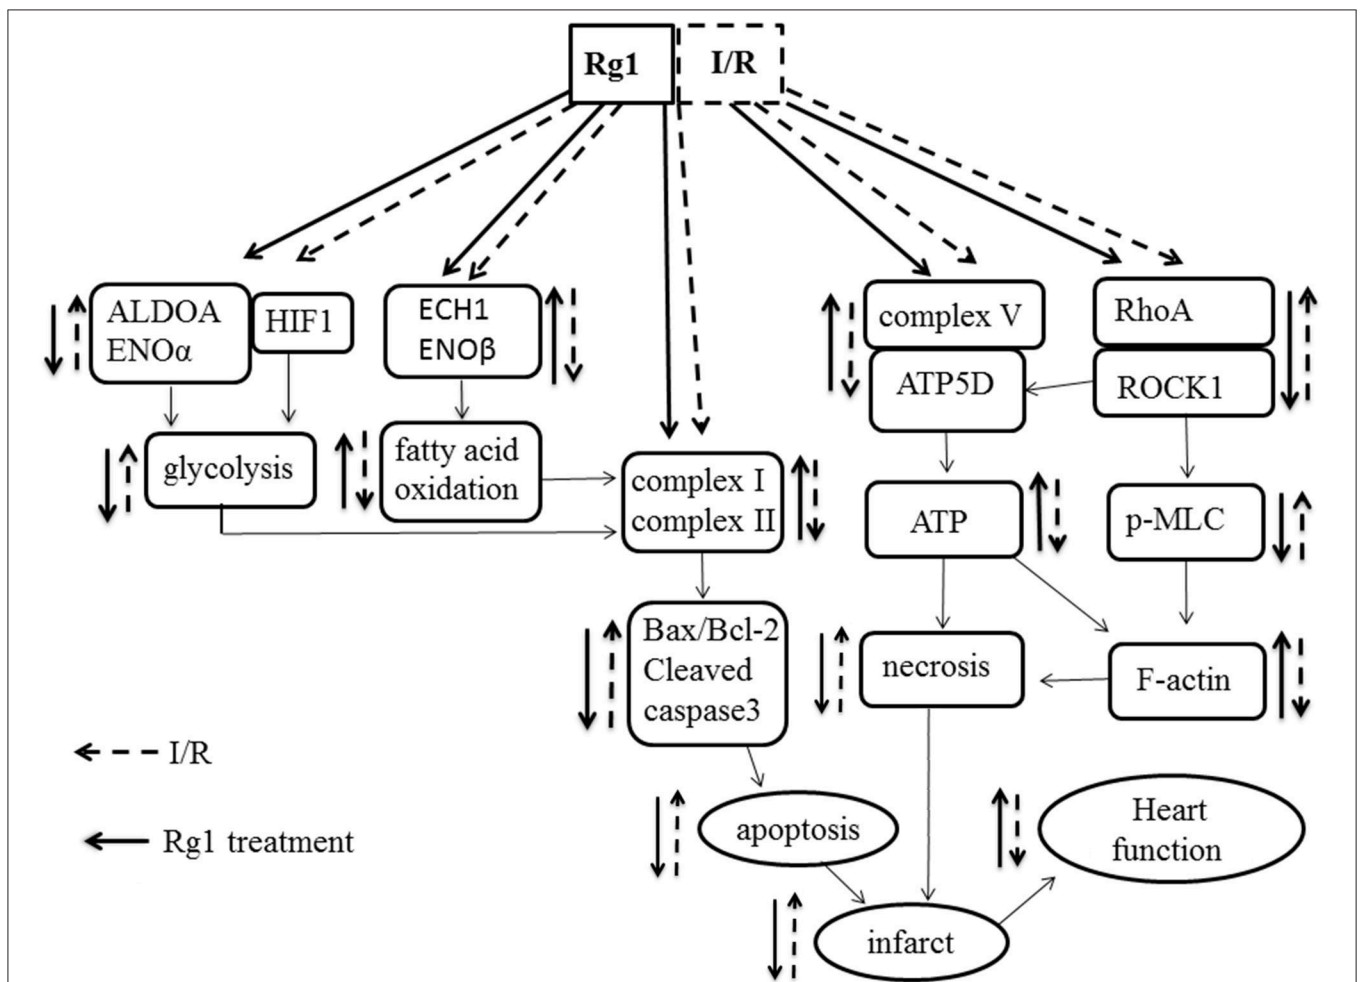 Rg1
I/R
ALDOA
ENOα
HIF1
ECH1
ENOβ
complex V
ATP5D
RhoA
ROCK1
glycolysis
fatty acid
oxidation
complex I
complex II
ATP
p-MLC
Bax/Bcl-2
Cleaved
caspase3
necrosis
F-actin
I/R
Rg1 treatment
apoptosis
Heart
function
infarct